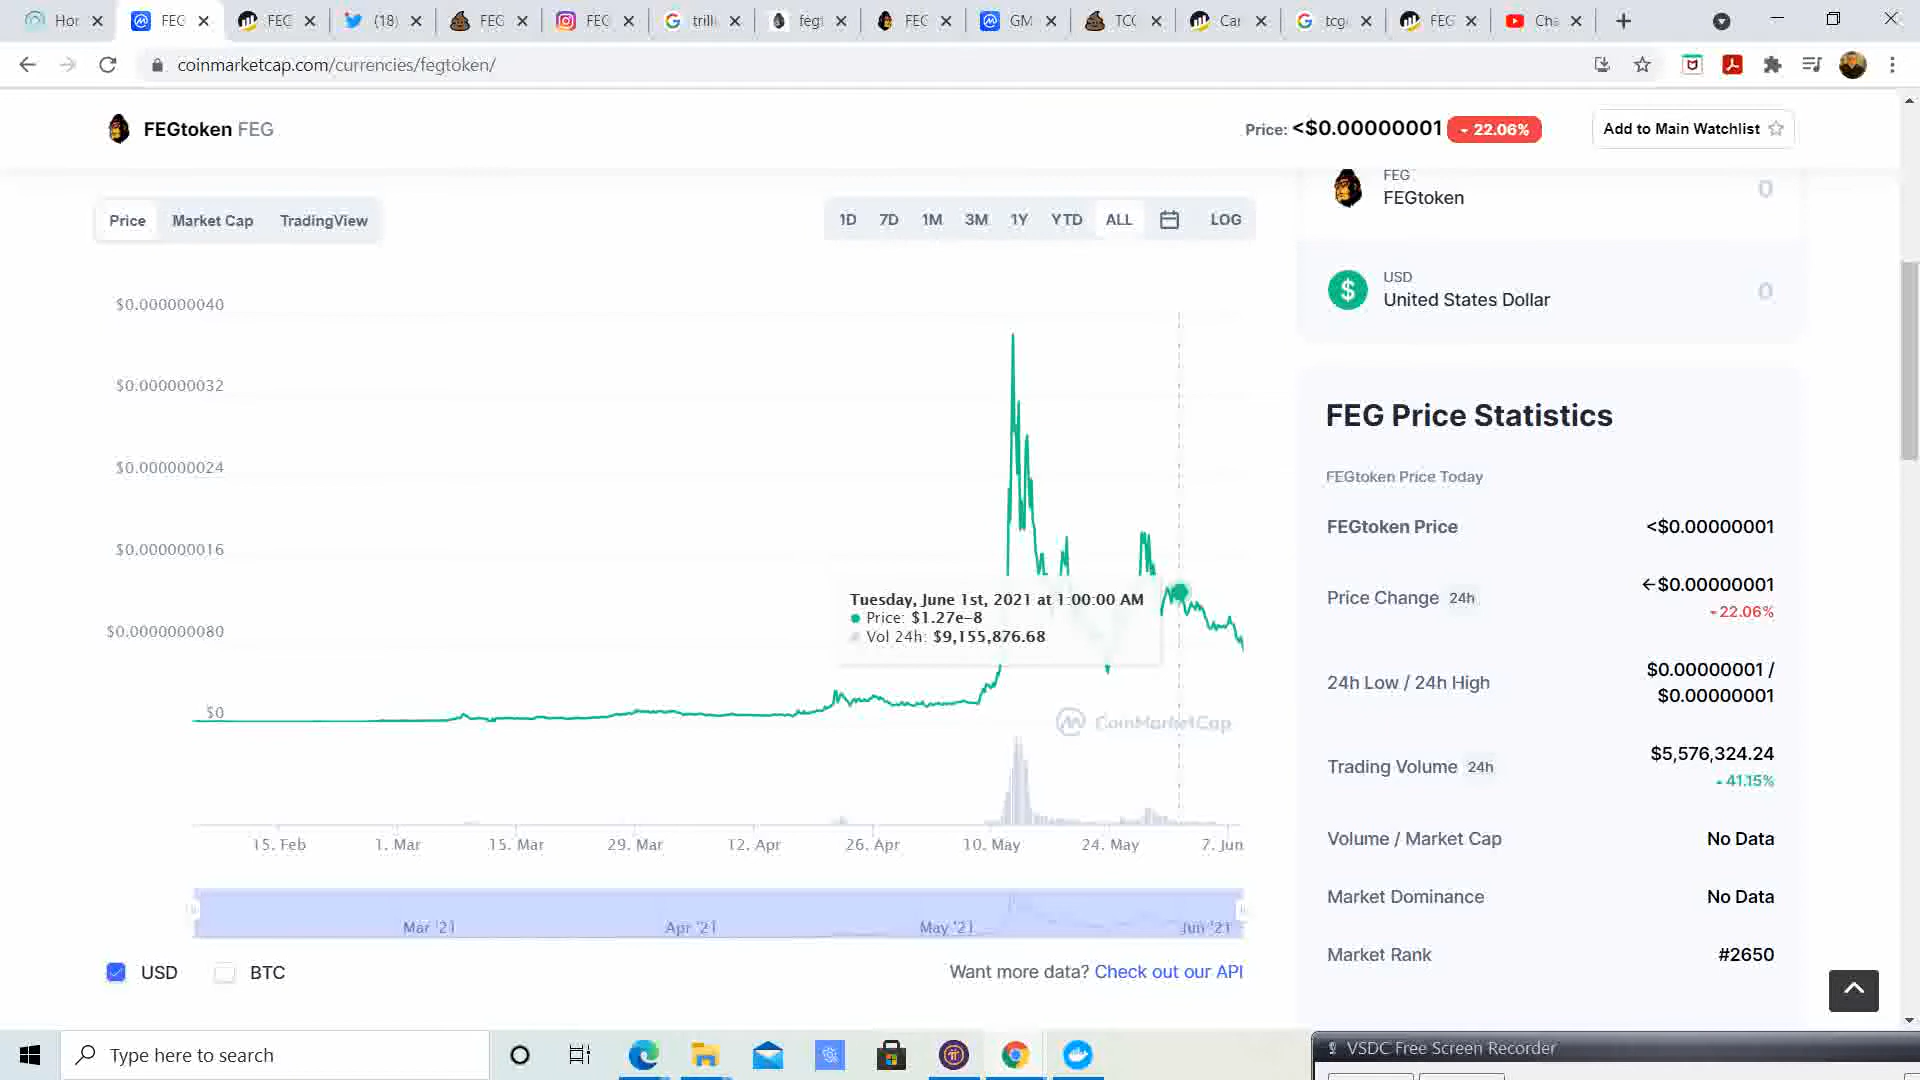 Hor
FEG
FEG
(18)
FEG
FEG
trilli
fegt
FEG
GM
TCG
Car
tcg
FEG
Cha
coinmarketcap.com/currencies/fegtoken/
FEGtoken FEG
Price: <$0.00000001 22.06%
Add to Main Watchlist
Price
Market Cap
TradingView
1D 7D 1M 3M 1Y YTD ALL LOG
FEG
FEGtoken
0
USD
United States Dollar
0
$0.000000040
$0.000000032
$0.000000024
$0.000000016
$0.0000000080
$0
Tuesday, June 1st, 2021 at 1:00:00 AM
Price: $1.27e-8
Vol 24h: $9,155,876.68
CoinMarketCap
15. Feb 1. Mar 15. Mar 29. Mar 12. Apr 26. Apr 10. May 24. May 7. Jun
Mar '21 Apr '21 May '21 Jun '21
USD BTC
Want more data? Check out our API
FEG Price Statistics
FEGtoken Price Today
FEGtoken Price <$0.00000001
Price Change 24h <-$0.00000001
22.06%
24h Low / 24h High $0.00000001 /
$0.00000001
Trading Volume 24h $5,576,324.24
41.15%
Volume / Market Cap No Data
Market Dominance No Data
Market Rank #2650
Type here to search
VSDC Free Screen Recorder